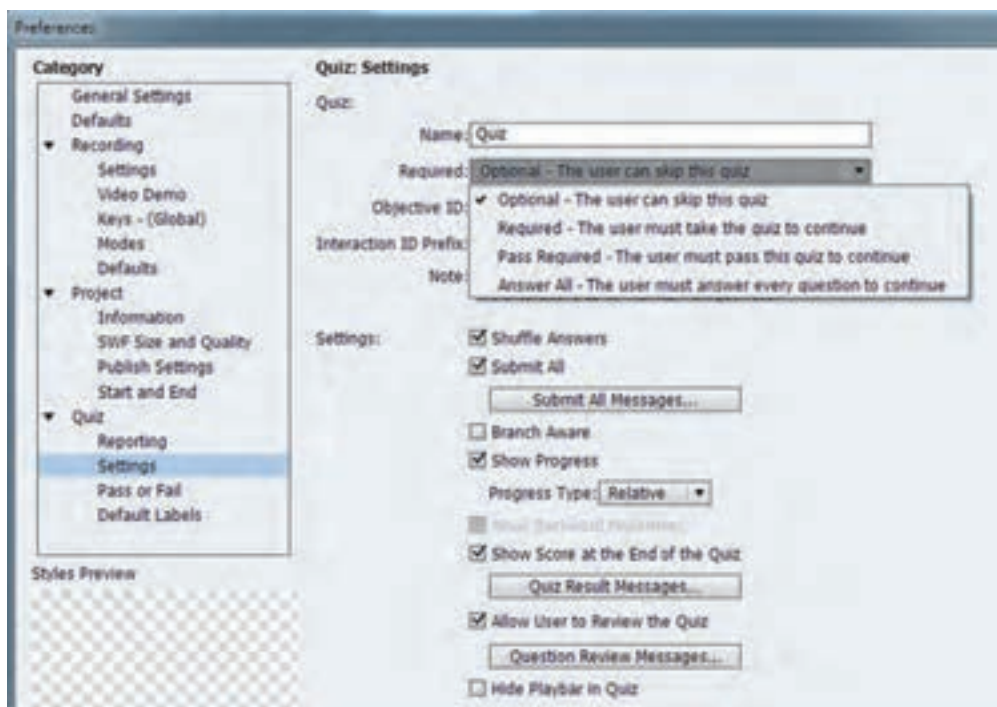 Preferences
Category
General Settings
Defaults
Recording
Settings
Video Demo
Keys - (Global)
Modes
Defaults
Project
Information
SWF Size and Quality
Publish Settings
Start and End
Quiz
Reporting
Settings
Pass or Fail
Default Labels
Styles Preview
Quiz: Settings
Quiz:
Name: Quiz
Required: Optional - The user can skip this quiz
Objective ID:
Optional - The user can skip this quiz
Required - The user must take the quiz to continue
Interaction ID Prefix:
Pass Required - The user must pass this quiz to continue
Note:
Answer All - The user must answer every question to continue
Settings:
Shuffle Answers
Submit All
Submit All Messages...
Branch Aware
Show Progress
Progress Type: Relative
Show Score at the End of the Quiz
Quiz Result Messages...
Allow User to Review the Quiz
Question Review Messages...
Hide Playbar in Quiz